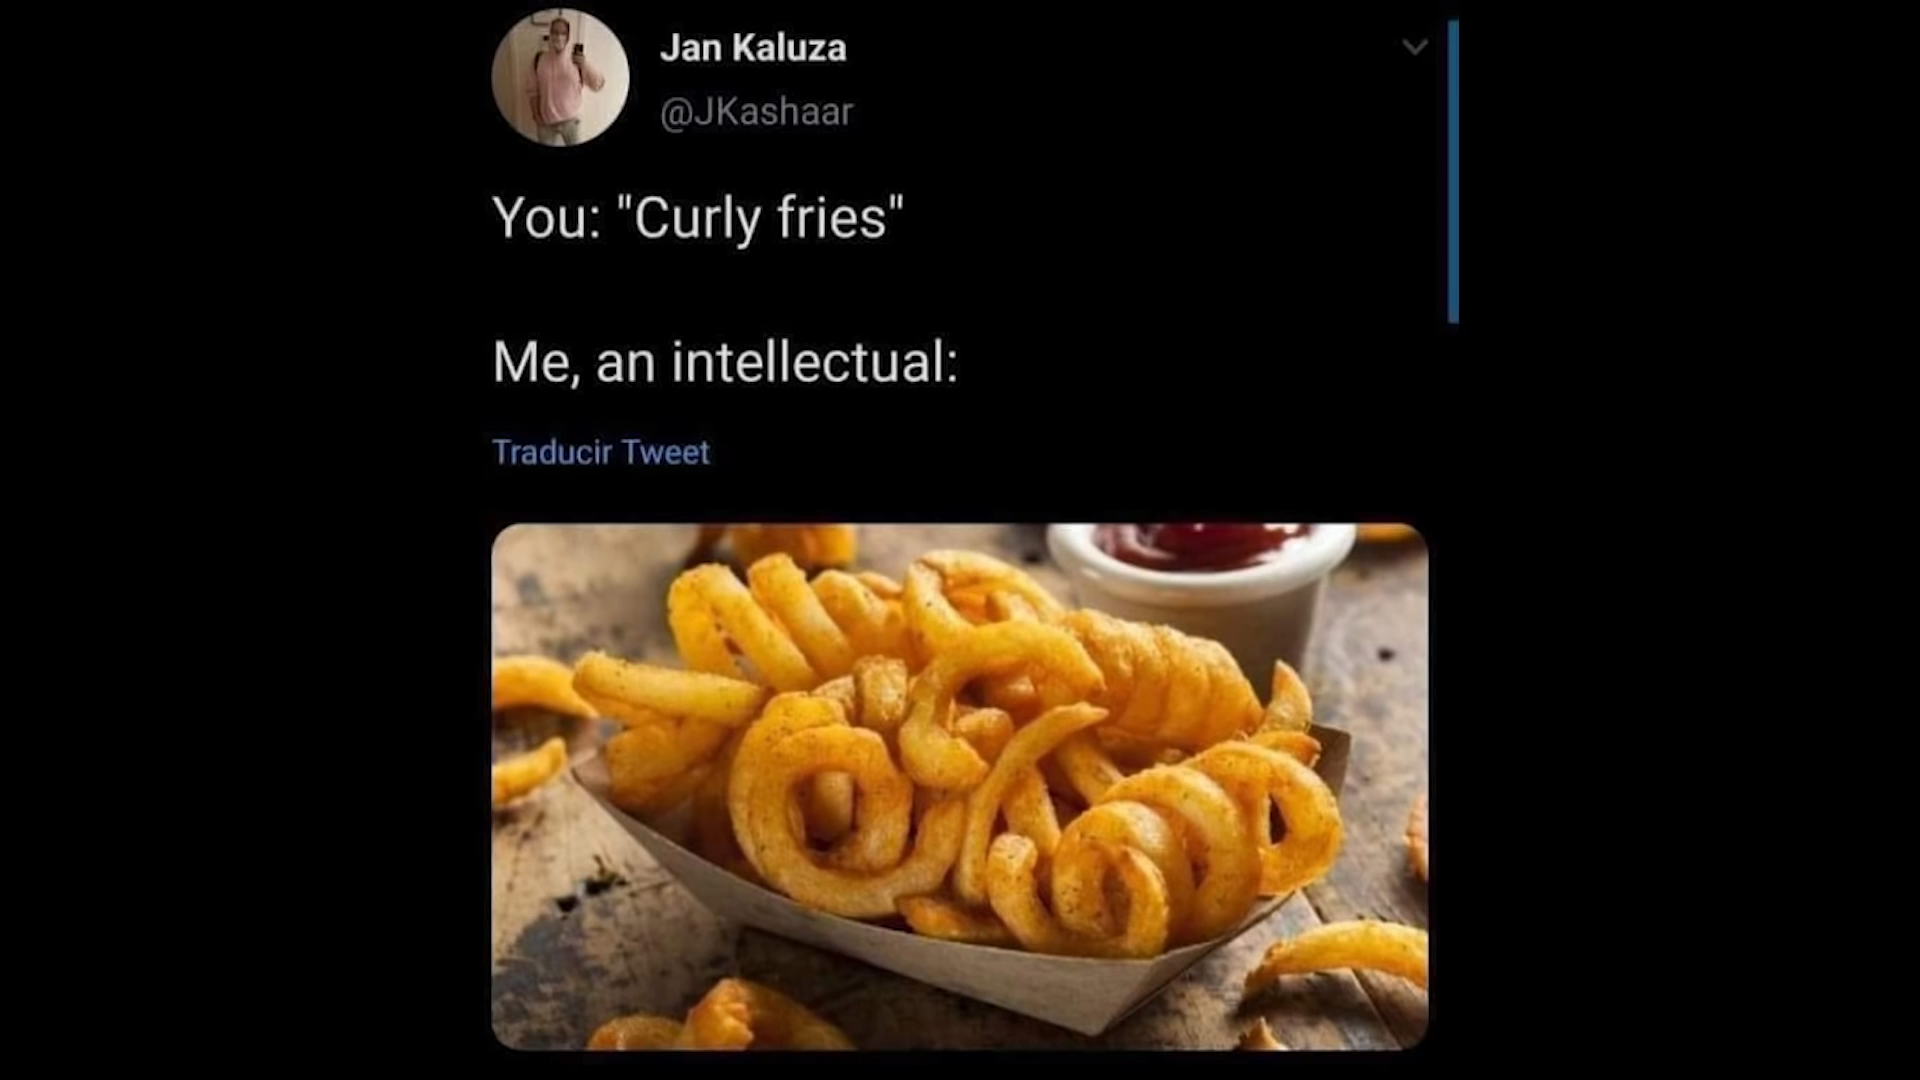 Jan Kaluza
@JKashaar
You: "Curly fries"
Me, an intellectual:
Traducir Tweet